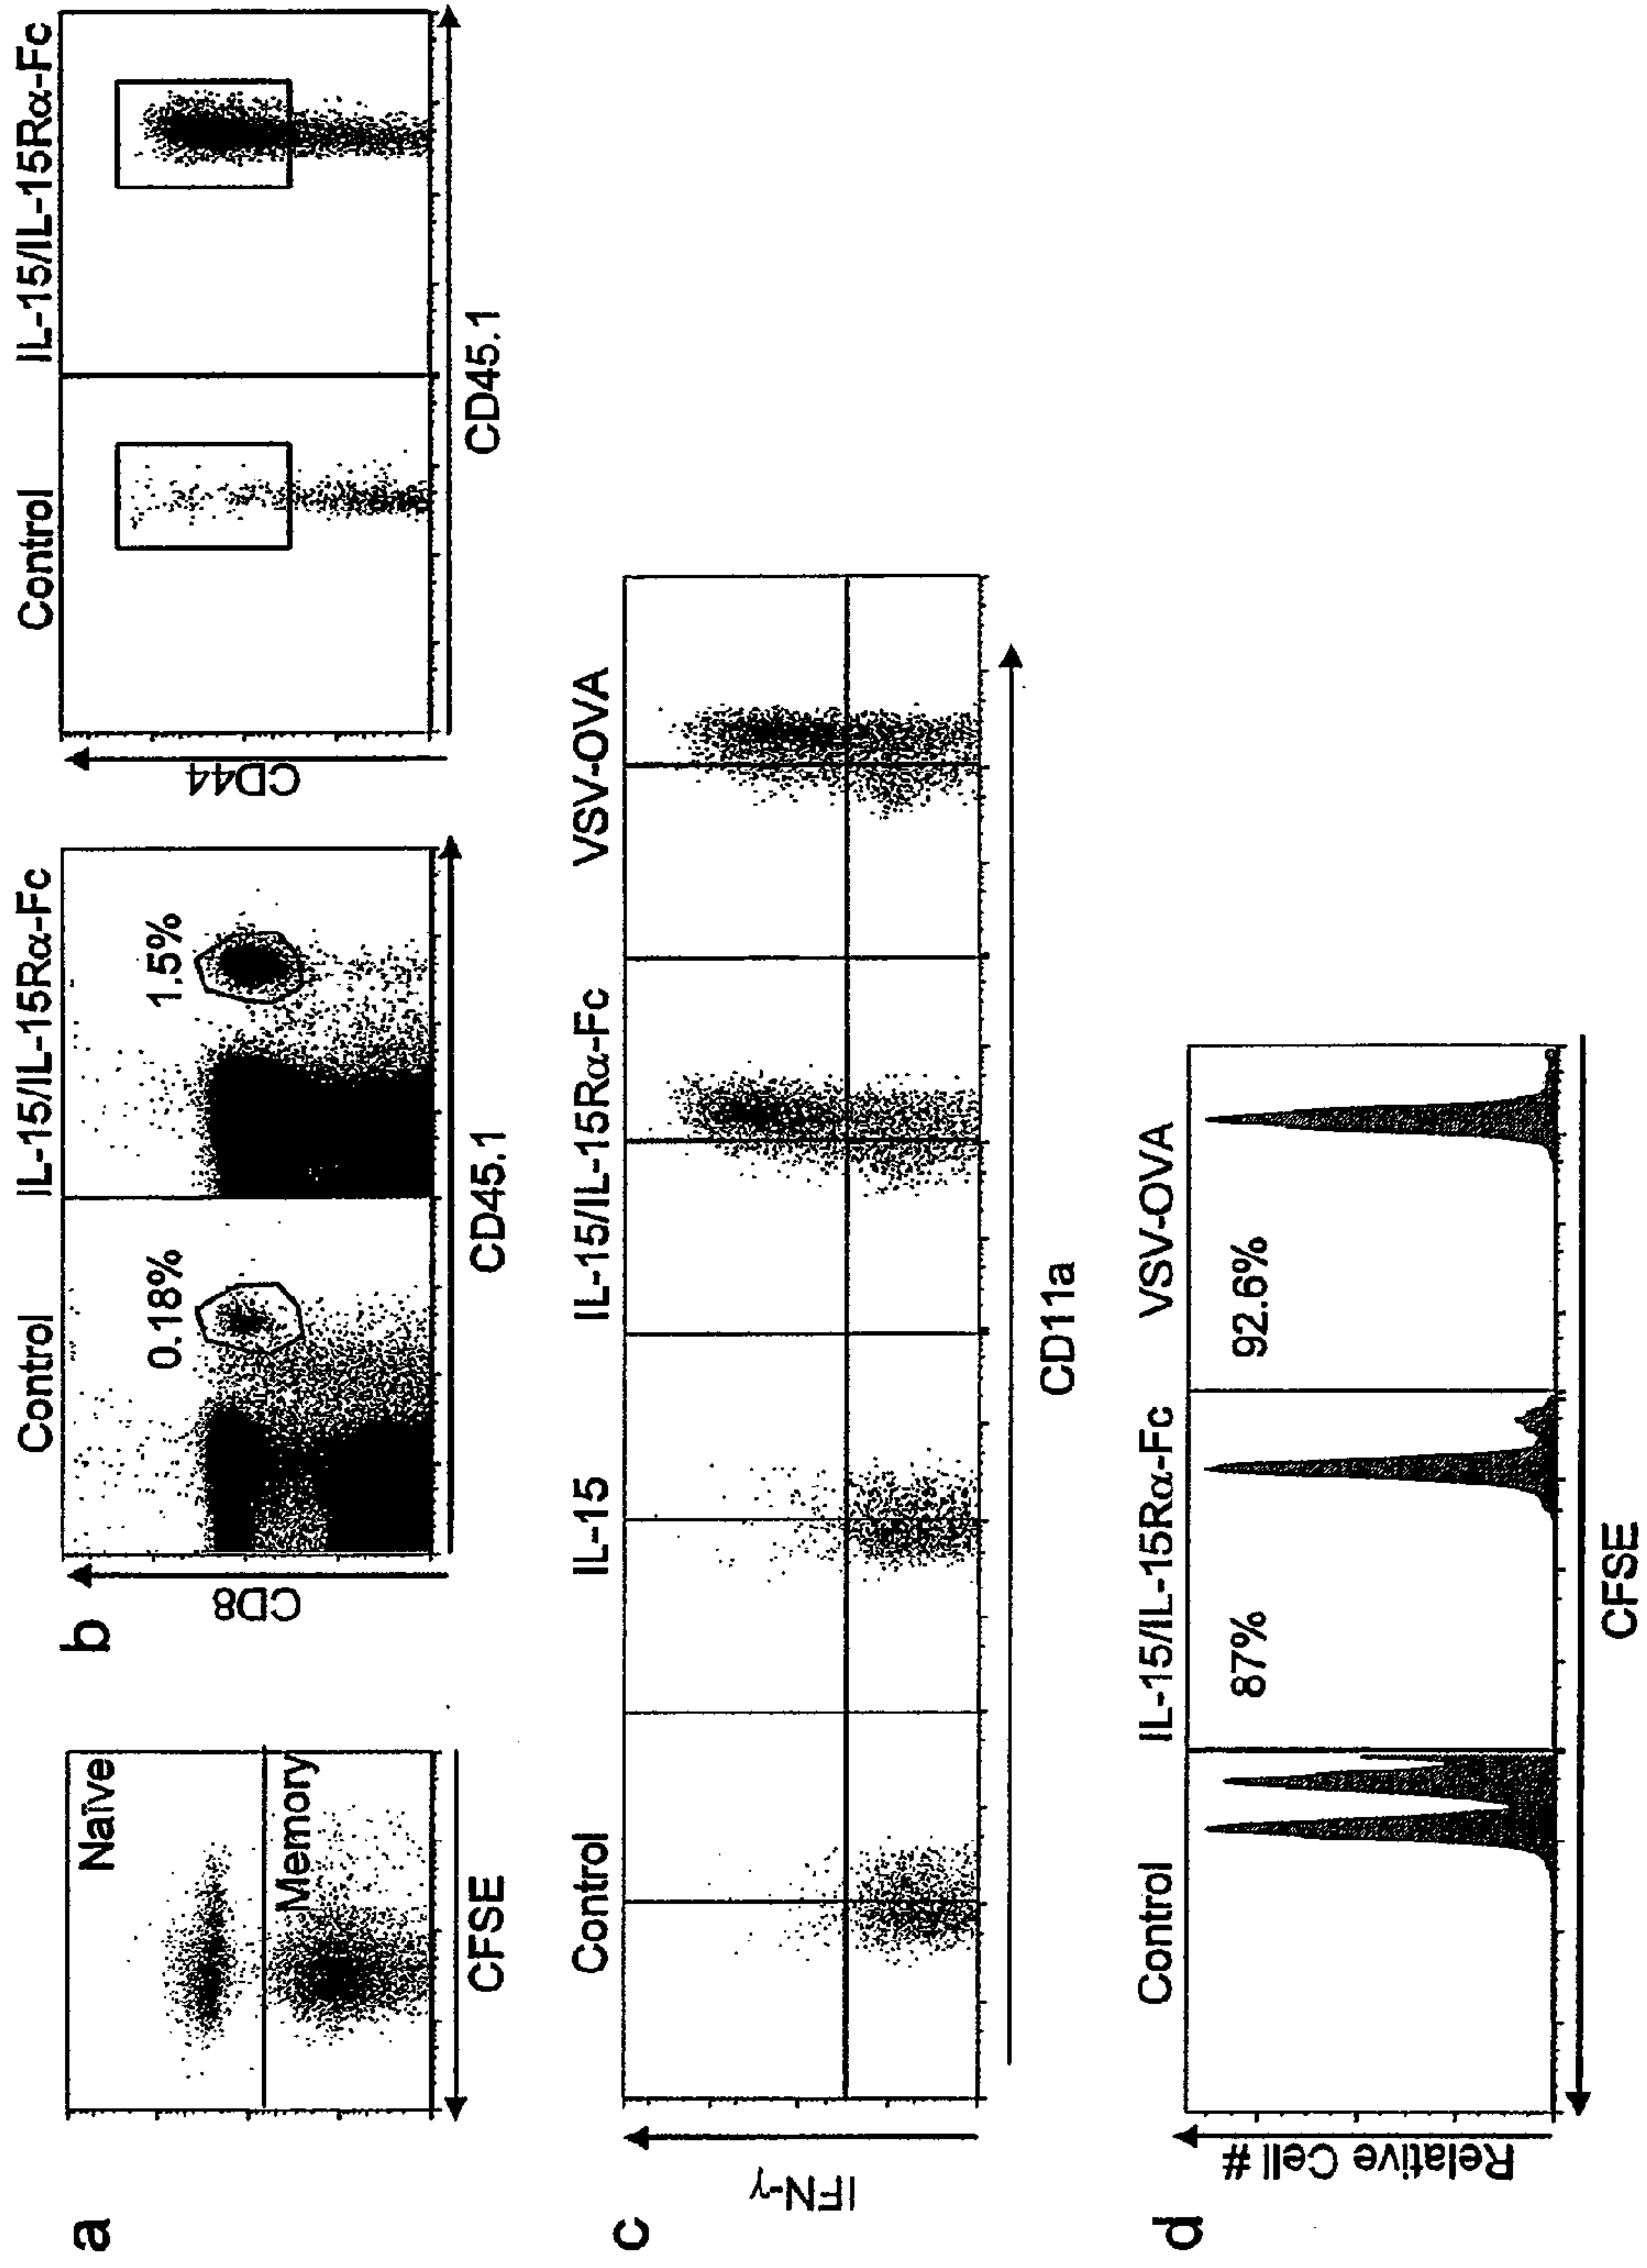 a
Naïve
Memory
CFSE
b
Control
IL-15/IL-15Rα-Fc
0.18%
1.5%
CD8
CD45.1
Control
IL-15/IL-15Rα-Fc
CD44
CD45.1
c
Control
IL-15
IL-15/IL-15Rα-Fc
VSV-OVA
IFN-γ
CD11a
d
Control
IL-15/IL-15Rα-Fc
VSV-OVA
87%
92.6%
Relative Cell #
CFSE